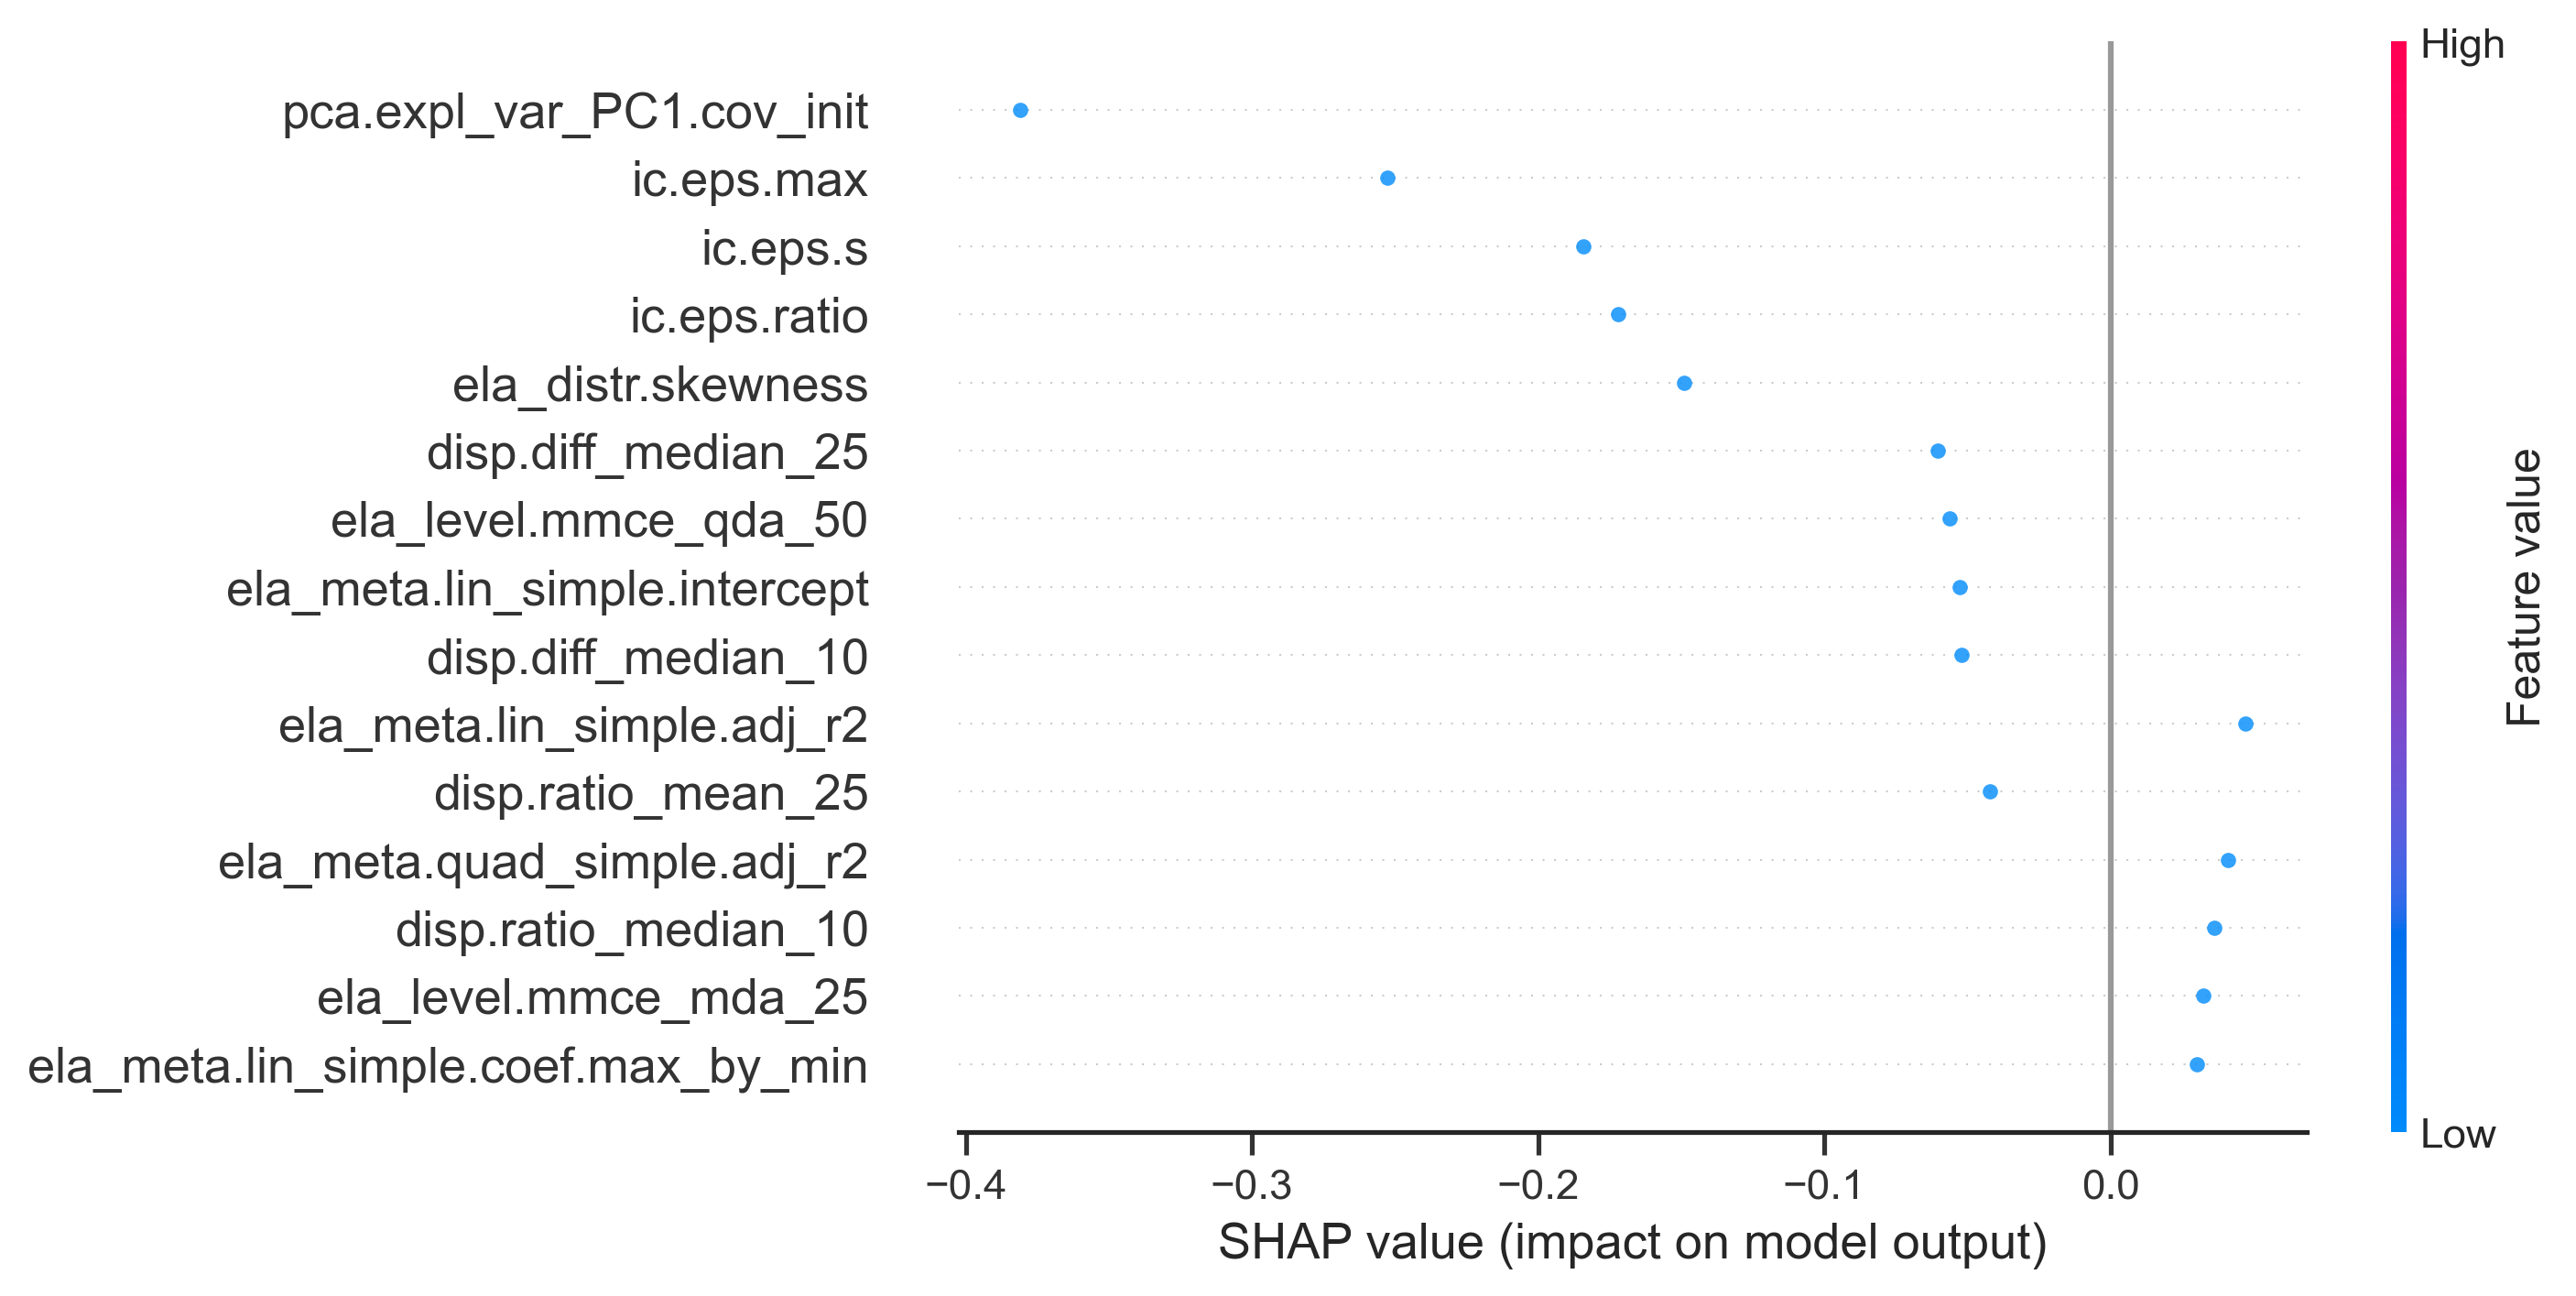 High
pca.expl_var_PC1.cov_init
ic.eps.max
ic.eps.s
ic.eps.ratio
ela_distr.skewness
disp.diff_median_25
ela_level.mmce_qda_50
ela_meta.lin_simple.intercept
disp.diff_median_10
ela_meta.lin_simple.adj_r2
disp.ratio_mean_25
ela_meta.quad_simple.adj_r2
disp.ratio_median_10
ela_level.mmce_mda_25
ela_meta.lin_simple.coef.max_by_min
Feature value
Low
−0.4 −0.3 −0.2 −0.1 0.0
SHAP value (impact on model output)